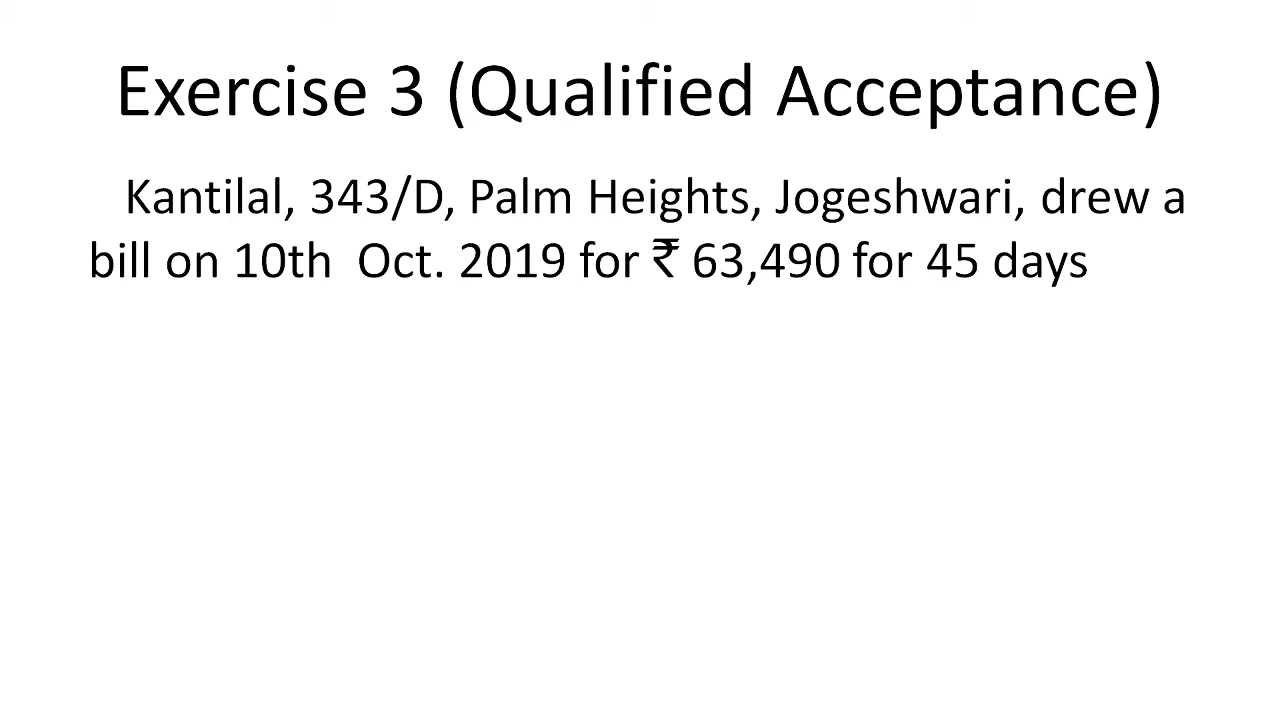 Exercise 3 (Qualified Acceptance)
Kantilal, 343/D, Palm Heights, Jogeshwari, drew a
bill on 10th  Oct. 2019 for ₹ 63,490 for 45 days